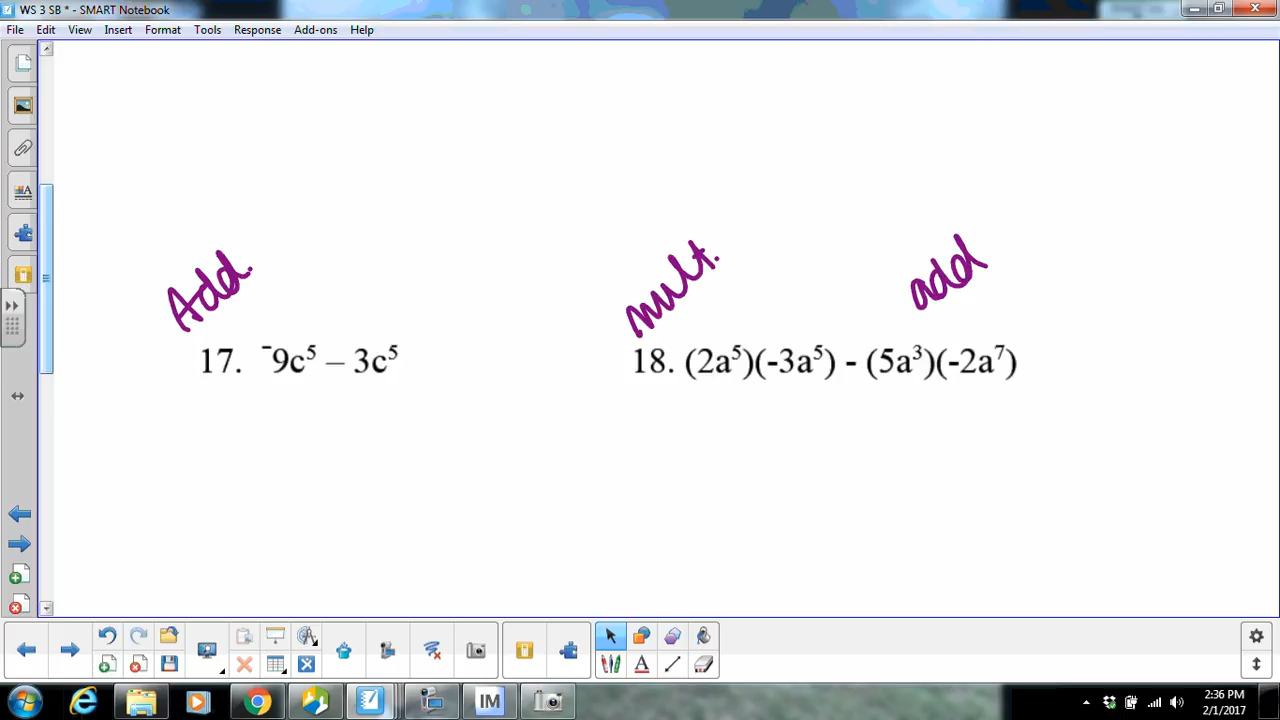 WS 3 SB * - SMART Notebook
File Edit View Insert Format Tools Response Add-ons Help
Add.
mult.
add
17. ⁻9c⁵ – 3c⁵
18. (2a⁵)(-3a⁵) - (5a³)(-2a⁷)
A
IM
2:36 PM
2/1/2017